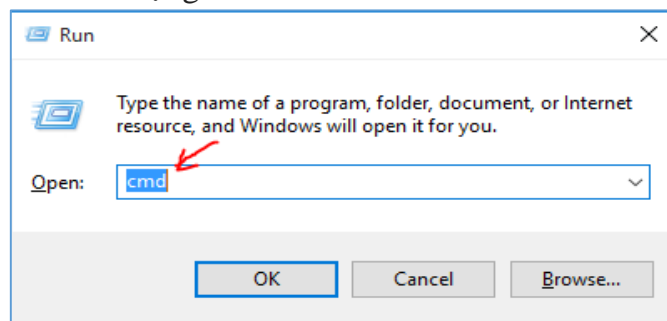 Run
Type the name of a program, folder, document, or Internet
resource, and Windows will open it for you.
Open: cmd
OK Cancel Browse...